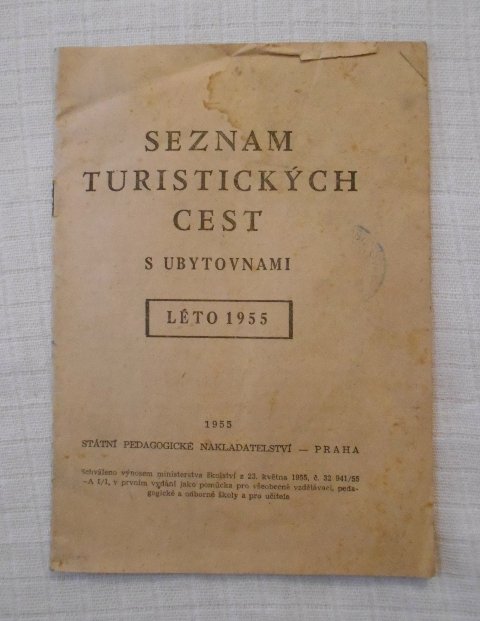 SEZNAM
TURISTICKÝCH
CEST
S UBYTOVNAMI
LÉTO 1955
1955
STÁTNÍ PEDAGOGICKÉ NAKLADATELSTVÍ — PRAHA
Schváleno výnosem ministerstva školství z 23. května 1955, č. 32 941/55
-A I/1, v prvním vydání jako pomůcka pro všeobecně vzdělávací, peda-
gogické a odborné školy a pro učitele